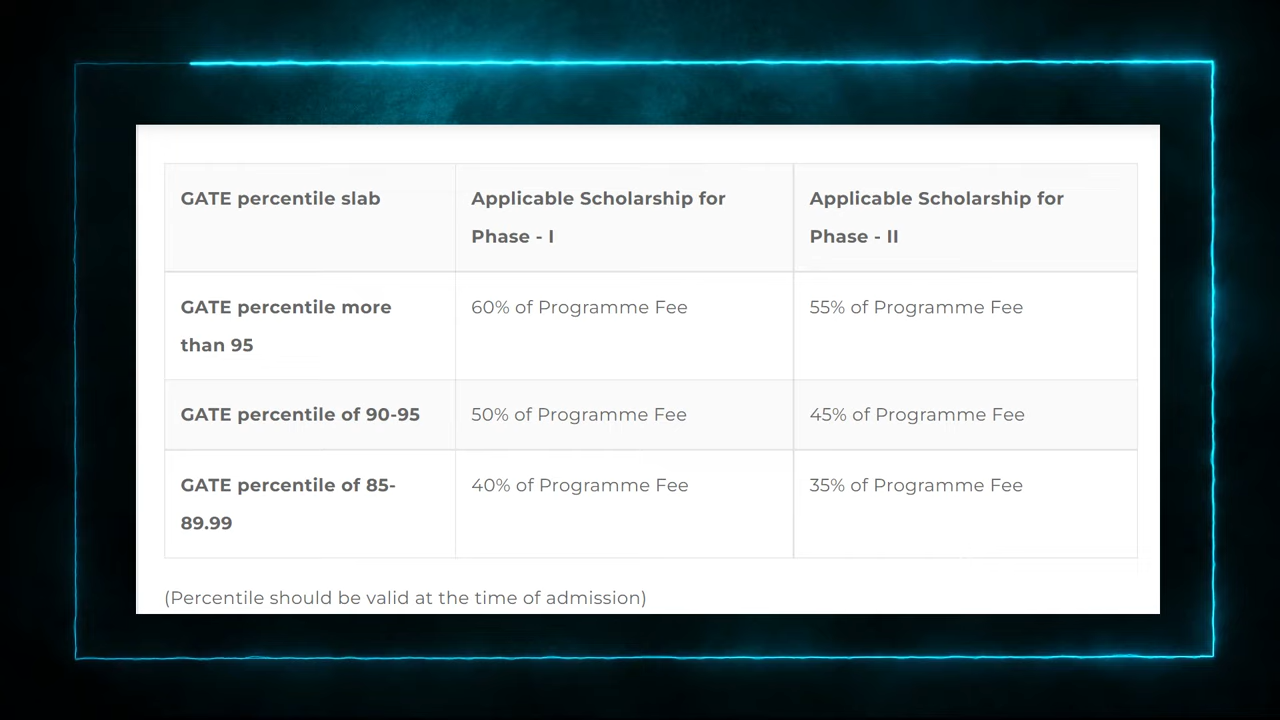 GATE percentile slab
Applicable Scholarship for
Phase - I
Applicable Scholarship for
Phase - II
GATE percentile more
than 95
60% of Programme Fee
55% of Programme Fee
GATE percentile of 90-95
50% of Programme Fee
45% of Programme Fee
GATE percentile of 85-
89.99
40% of Programme Fee
35% of Programme Fee
(Percentile should be valid at the time of admission)